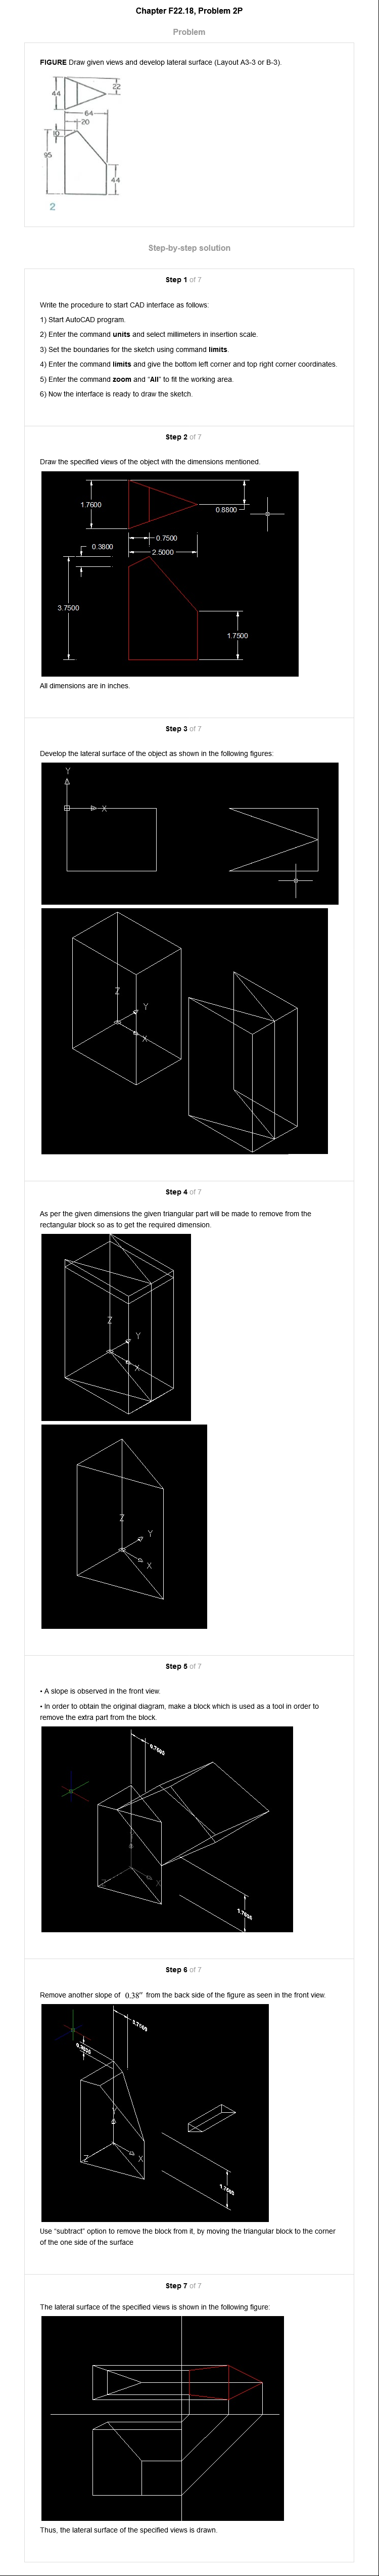 Chapter F22.18, Problem 2P
Problem
FIGURE Draw given views and develop lateral surface (Layout A3-3 or B-3).
44
22
64
20
10
95
44
2
Step-by-step solution
Step 1 of 7
Write the procedure to start CAD interface as follows:
1) Start AutoCAD program.
2) Enter the command units and select millimeters in insertion scale.
3) Set the boundaries for the sketch using command limits.
4) Enter the command limits and give the bottom left corner and top right corner coordinates.
5) Enter the command zoom and "All" to fit the working area.
6) Now the interface is ready to draw the sketch.
Step 2 of 7
Draw the specified views of the object with the dimensions mentioned.
1.7600
0.8800
0.7500
0.3800
2.5000
3.7500
1.7500
All dimensions are in inches.
Step 3 of 7
Develop the lateral surface of the object as shown in the following figures:
Y
X
Z
Y
X
Step 4 of 7
As per the given dimensions the given triangular part will be made to remove from the
rectangular block so as to get the required dimension.
Z
Y
X
Z
Y
X
Step 5 of 7
• A slope is observed in the front view.
• In order to obtain the original diagram, make a block which is used as a tool in order to
remove the extra part from the block.
X
Step 6 of 7
Remove another slope of 0.38" from the back side of the figure as seen in the front view.
Y
Z
X
Use "subtract" option to remove the block from it, by moving the triangular block to the corner
of the one side of the surface
Step 7 of 7
The lateral surface of the specified views is shown in the following figure:
Thus, the lateral surface of the specified views is drawn.